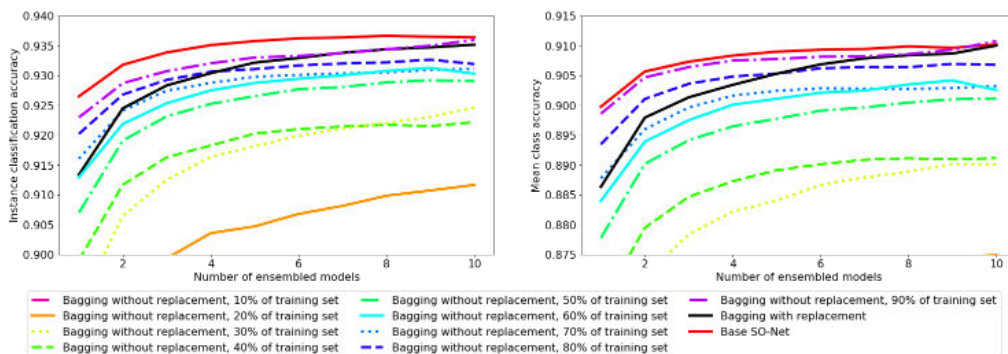 Instance classification accuracy
0.940
0.935
0.930
0.925
0.920
0.915
0.910
0.905
0.900
2
4
6
8
10
Number of ensembled models
Mean class accuracy
0.915
0.910
0.905
0.900
0.895
0.890
0.885
0.880
0.875
2
4
6
8
10
Number of ensembled models
Bagging without replacement, 10% of training set
Bagging without replacement, 20% of training set
Bagging without replacement, 30% of training set
Bagging without replacement, 40% of training set
Bagging without replacement, 50% of training set
Bagging without replacement, 60% of training set
Bagging without replacement, 70% of training set
Bagging without replacement, 80% of training set
Bagging without replacement, 90% of training set
Bagging with replacement
Base SO-Net